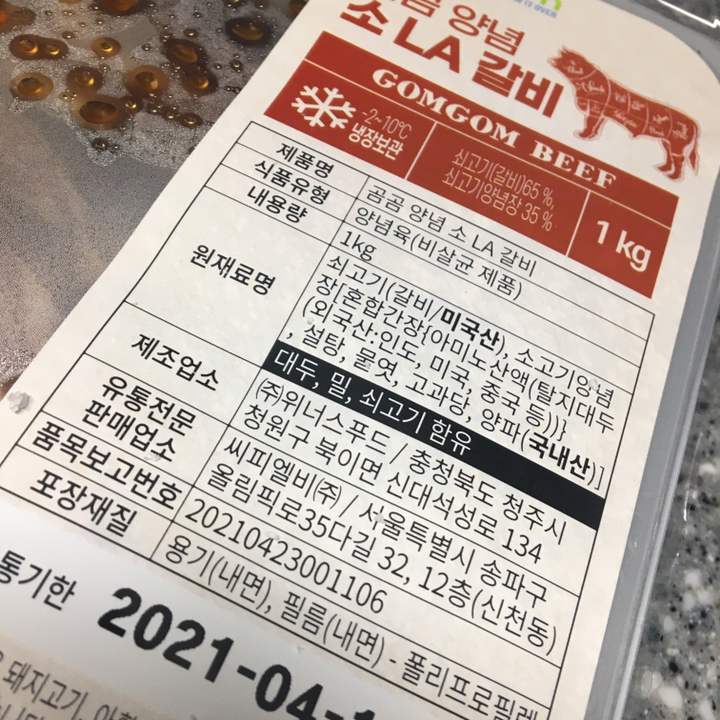 곰곰 양념
소 LA 갈비
GOMGOM BEEF
-2~10℃
냉장보관
쇠고기(갈비)65 %,
쇠고기양념장 35 %
1 kg
제품명 곰곰 양념 소 LA 갈비
식품유형 양념육(비살균 제품)
내용량 1kg
원재료명 쇠고기(갈비/미국산), 소고기양념
장[혼합간장{아미노산액(탈지대두
(외국산:인도, 미국, 중국 등))}
, 설탕, 물엿, 고과당, 양파(국내산)]
대두, 밀, 쇠고기 함유
제조업소 ㈜위너스푸드 / 충청북도 청주시
청원구 북이면 신대석성로 134
유통전문
판매업소
씨피엘비㈜ / 서울특별시 송파구
올림픽로35다길 32, 12층(신천동)
품목보고번호 20210423001106
포장재질 용기(내면), 필름(내면) - 폴리프로필렌
통기한 2021-04-
돼지고기,